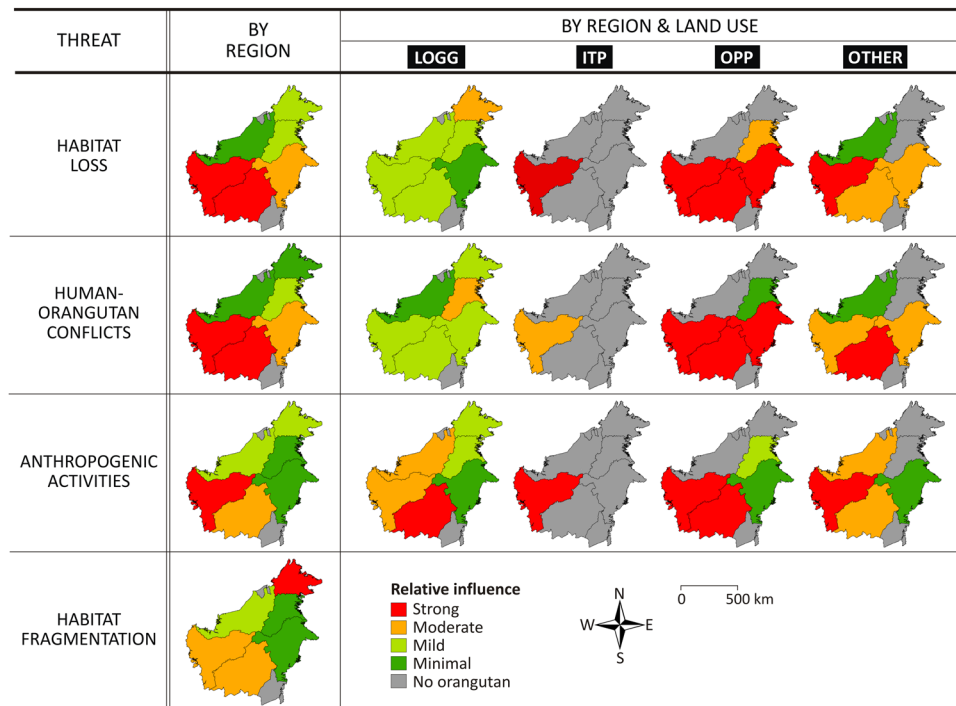 THREAT
BY
REGION
BY REGION & LAND USE
LOGG
ITP
OPP
OTHER
HABITAT
LOSS
HUMAN-
ORANGUTAN
CONFLICTS
ANTHROPOGENIC
ACTIVITIES
HABITAT
FRAGMENTATION
Relative influence
Strong
Moderate
Mild
Minimal
No orangutan
N
W
E
S
0
500 km